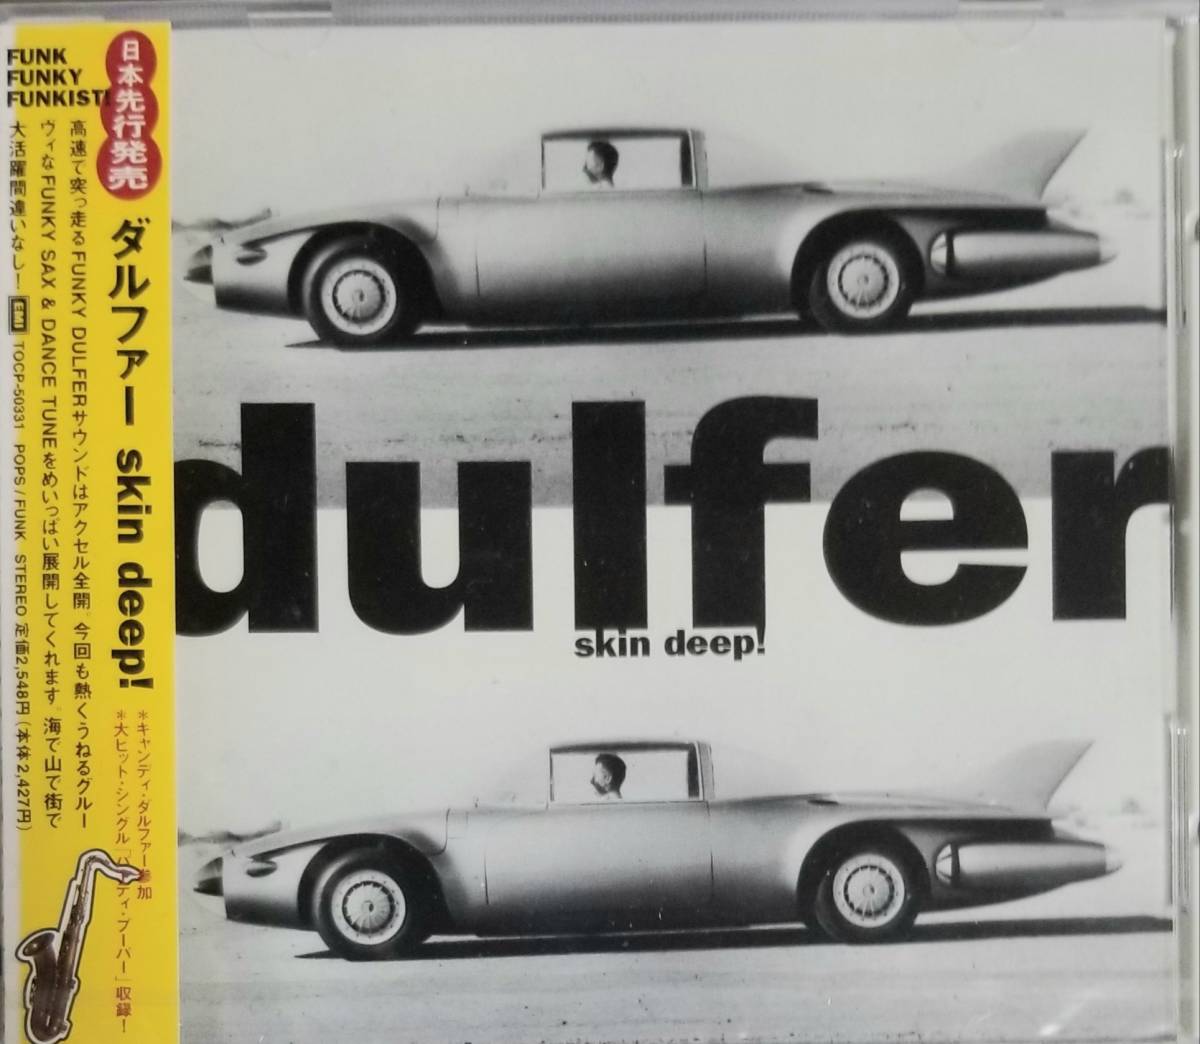 FUNK
FUNKY
FUNKIST!
日本先行発売
ダルファー skin deep!
*キャンディ・ダルファー参加
*大ヒット・シングル「パーティ・プーパー」収録!
高速で突っ走るFUNKY DULFERサウンドはアクセル全開。今回も熱くうねるグルー
ヴィなFUNKY SAX & DANCE TUNEをめいっぱい展開してくれます。海で山で街で
大活躍間違いなし!
EMI TOCP-50331 POPS/FUNK STEREO 定価2,548円(本体2,427円)
dulfer
skin deep!